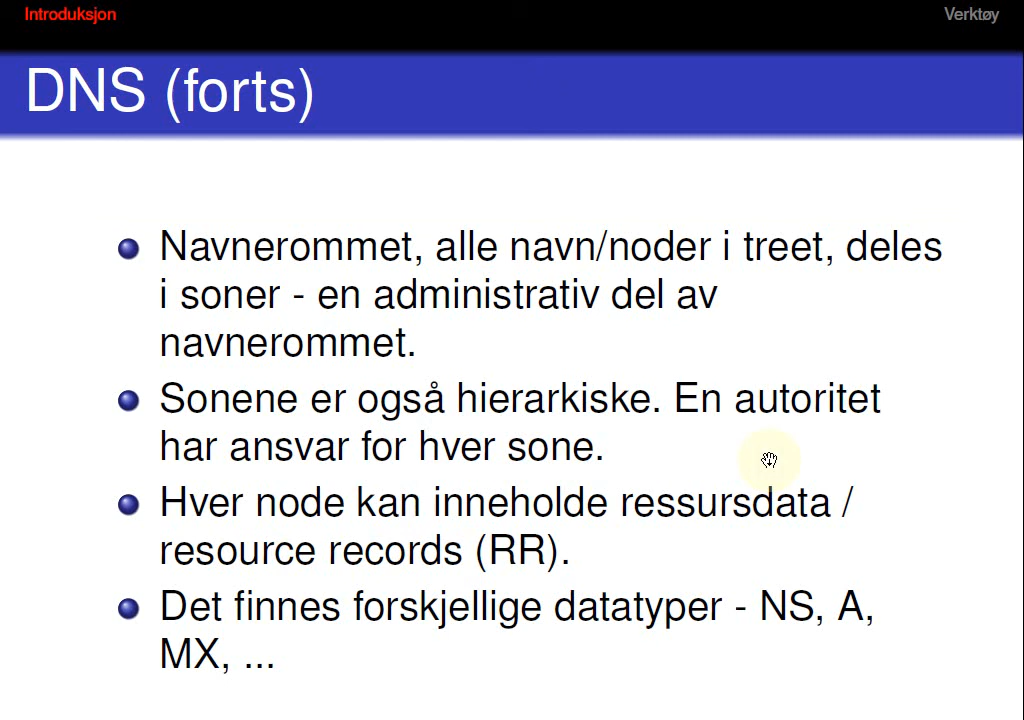 Introduksjon
Verktøy
DNS (forts)
Navnerommet, alle navn/noder i treet, deles
i soner - en administrativ del av
navnerommet.
Sonene er også hierarkiske. En autoritet
har ansvar for hver sone.
Hver node kan inneholde ressursdata /
resource records (RR).
Det finnes forskjellige datatyper - NS, A,
MX, ...